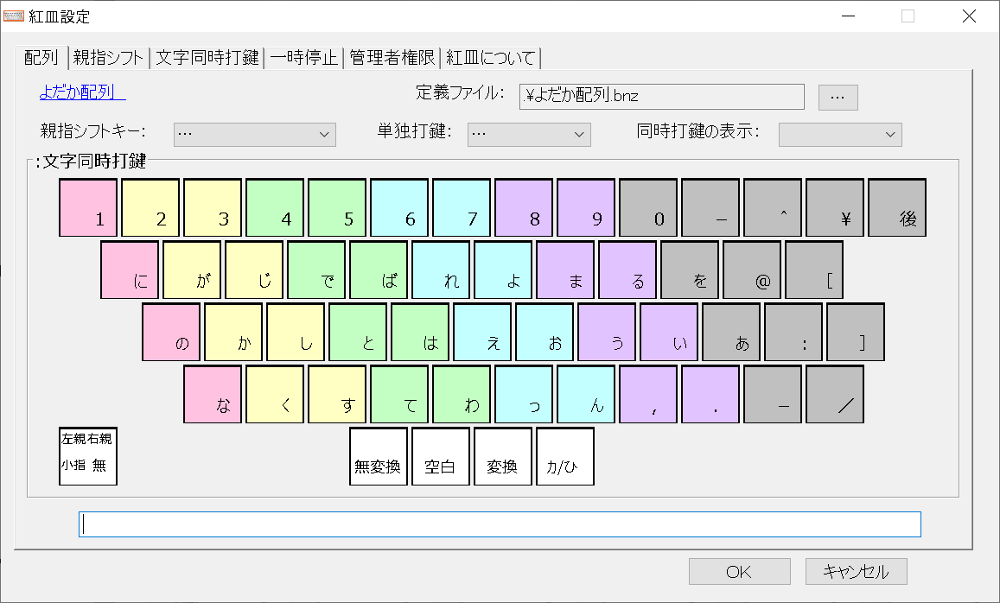 紅皿設定
配列 親指シフト 文字同時打鍵 一時停止 管理者権限 紅皿について
よだか配列 定義ファイル: .¥よだか配列.bnz ...
親指シフトキー: ... 単独打鍵: ... 同時打鍵の表示:
:文字同時打鍵
1 2 3 4 5 6 7 8 9 0 － ＾ ￥ 後
に が じ で ば れ よ ま る を ＠ ［
の か し と は え お う い あ ： ］
な く す て わ っ ん ， ． － ／
左親右親
小指 無 無変換 空白 変換 カ/ひ
OK キャンセル